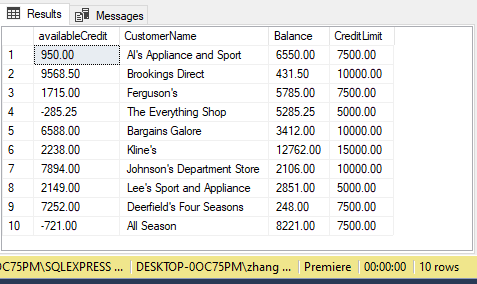 Results Messages
availableCredit CustomerName Balance CreditLimit
1 950.00 Al's Appliance and Sport 6550.00 7500.00
2 9568.50 Brookings Direct 431.50 10000.00
3 1715.00 Ferguson's 5785.00 7500.00
4 -285.25 The Everything Shop 5285.25 5000.00
5 6588.00 Bargains Galore 3412.00 10000.00
6 2238.00 Kline's 12762.00 15000.00
7 7894.00 Johnson's Department Store 2106.00 10000.00
8 2149.00 Lee's Sport and Appliance 2851.00 5000.00
9 7252.00 Deerfield's Four Seasons 248.00 7500.00
10 -721.00 All Season 8221.00 7500.00
0C75PM\SQLEXPRESS ... DESKTOP-0OC75PM\zhang ... Premiere 00:00:00 10 rows